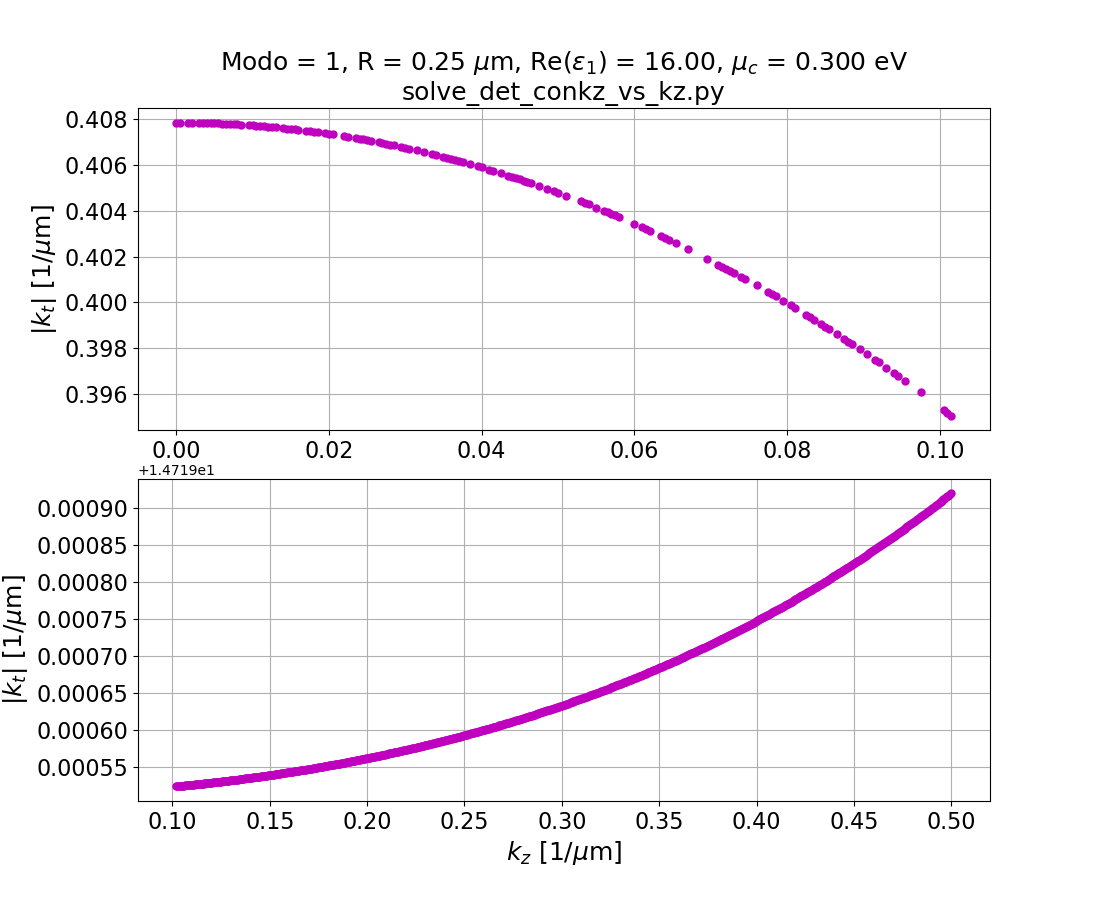 Modo = 1, R = 0.25 μm, Re(ε₁) = 16.00, μ_c = 0.300 eV
solve_det_conkz_vs_kz.py
|k_t| [1/μm]
0.408
0.406
0.404
0.402
0.400
0.398
0.396
0.00 0.02 0.04 0.06 0.08 0.10
+1.4719e1
|k_t| [1/μm]
0.00090
0.00085
0.00080
0.00075
0.00070
0.00065
0.00060
0.00055
0.10 0.15 0.20 0.25 0.30 0.35 0.40 0.45 0.50
k_z [1/μm]